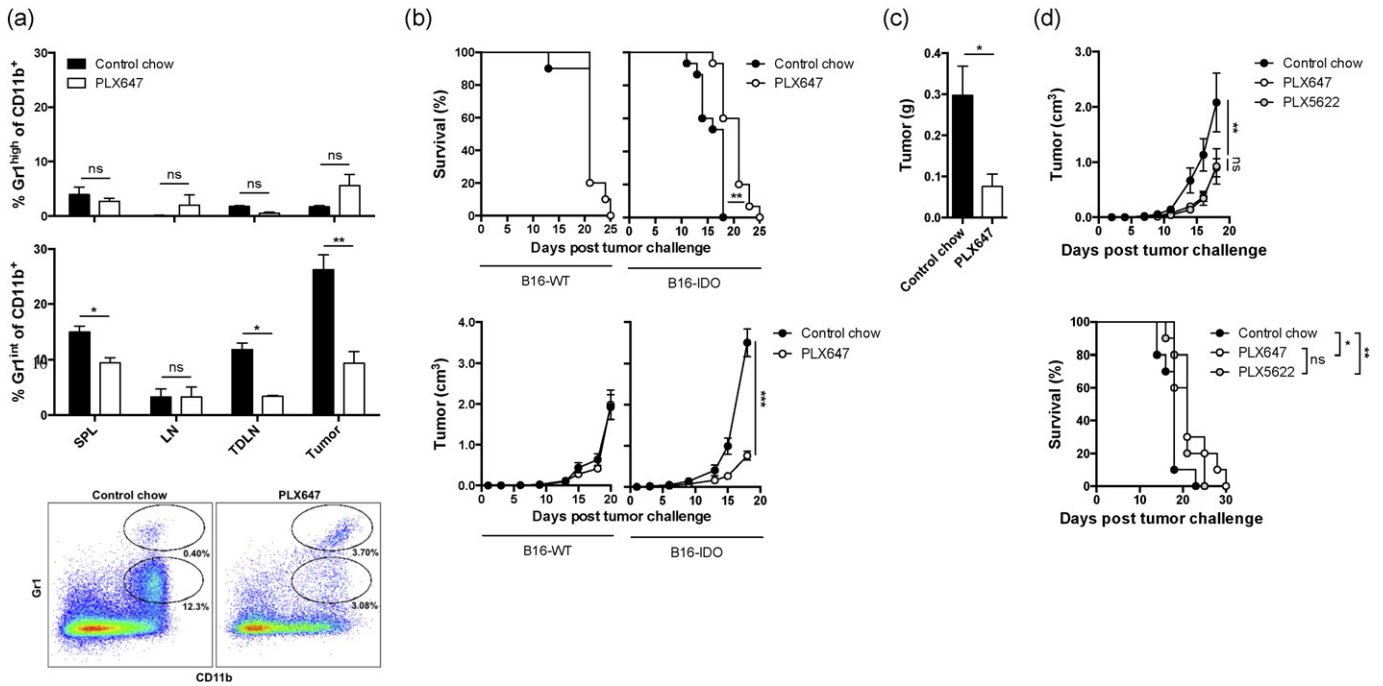 (a)
30
20
10
0
% Gr1high of CD11b+
Control chow
PLX647
ns
ns
ns
ns
30
20
10
0
% Gr1int of CD11b+
*
ns
*
**
SPL
LN
TDLN
Tumor
Control chow
PLX647
0.40%
12.3%
3.70%
3.08%
Gr1
CD11b
(b)
100
80
60
40
20
0
Survival (%)
Control chow
PLX647
**
0 5 10 15 20 25
0 5 10 15 20 25
Days post tumor challenge
B16-WT
B16-IDO
4.0
3.0
2.0
1.0
0.0
Tumor (cm3)
Control chow
PLX647
***
0 5 10 15 20
0 5 10 15 20
Days post tumor challenge
B16-WT
B16-IDO
(c)
0.4
0.3
0.2
0.1
0.0
Tumor (g)
*
Control chow
PLX647
(d)
3.0
2.0
1.0
0.0
Tumor (cm3)
Control chow
PLX647
PLX5622
**
ns
0 5 10 15 20
Days post tumor challenge
100
80
60
40
20
0
Survival (%)
Control chow
PLX647
PLX5622
ns
*
**
0 10 20 30
Days post tumor challenge